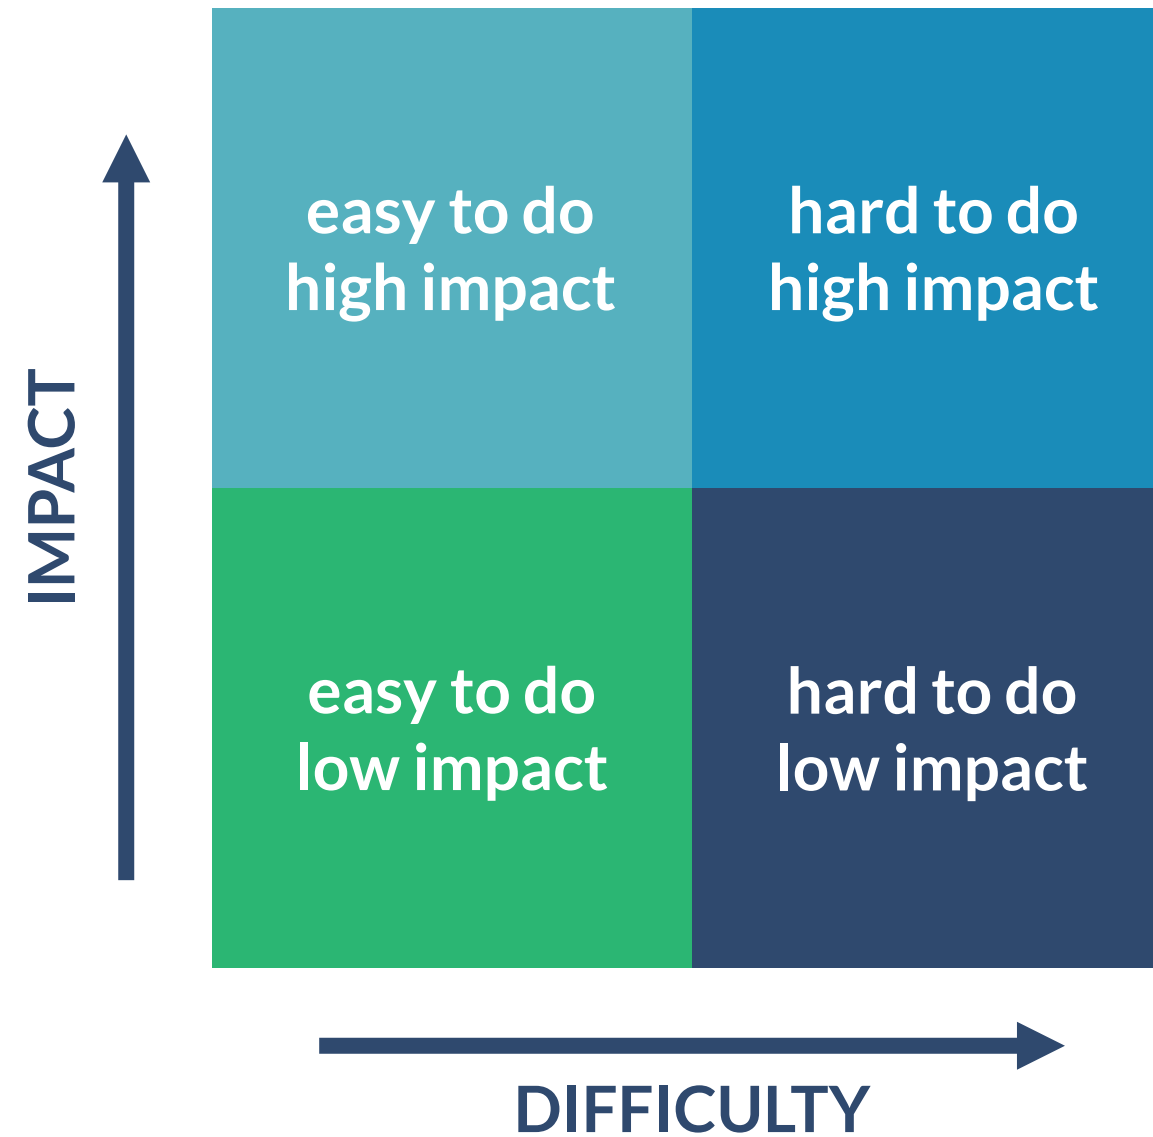 easy to do
high impact
hard to do
high impact
IMPACT
easy to do
low impact
hard to do
low impact
DIFFICULTY